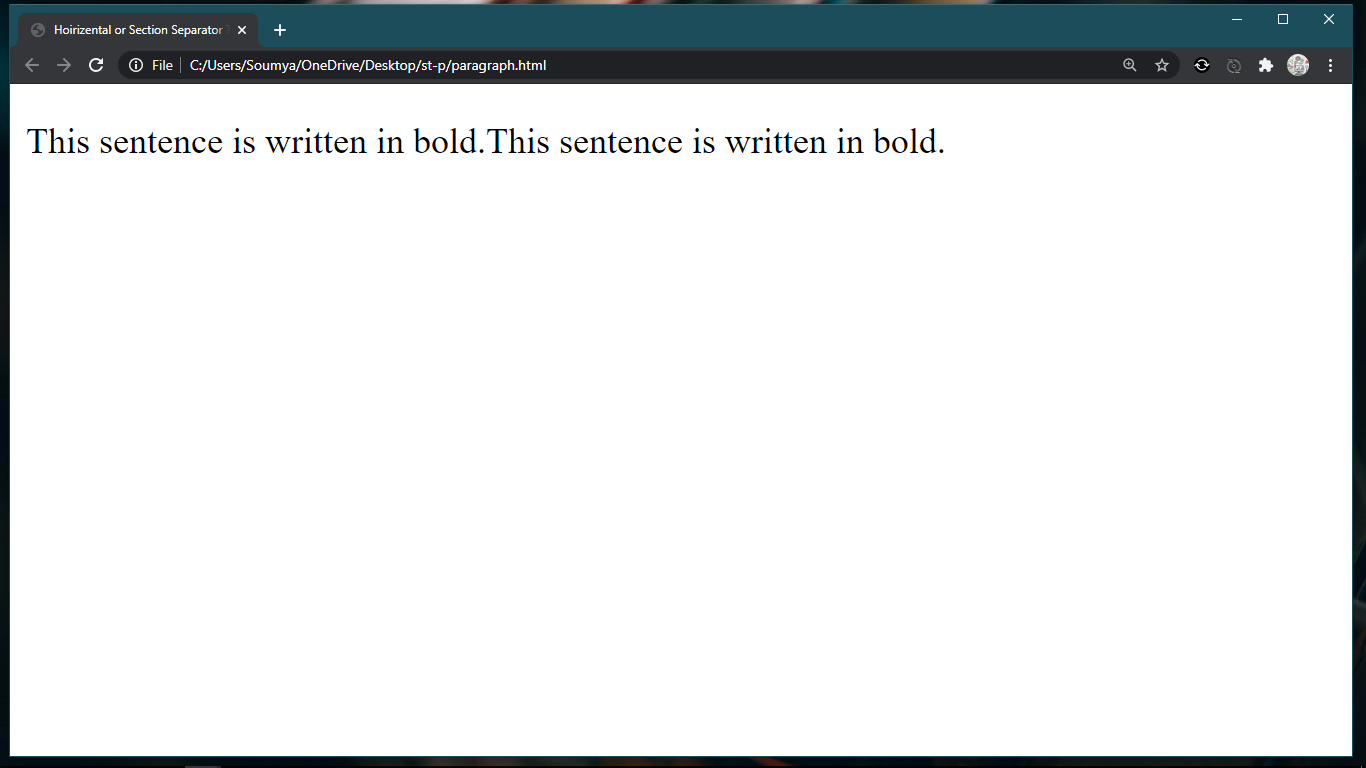 Hoirizental or Section Separator
File
C:/Users/Soumya/OneDrive/Desktop/st-p/paragraph.html
This sentence is written in bold.This sentence is written in bold.